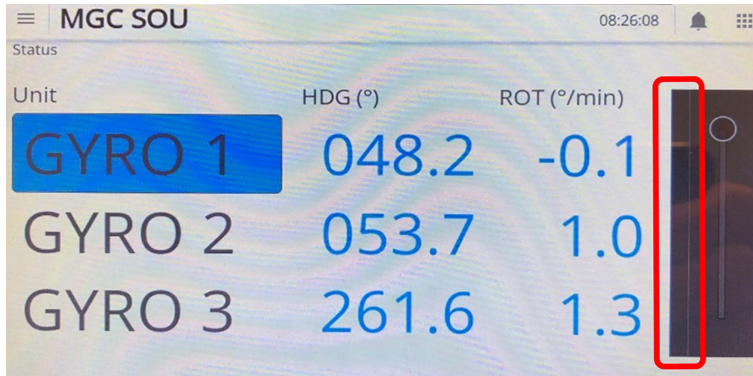 MGC SOU 08:26:08
Status
Unit HDG (°) ROT (°/min)
GYRO 1 048.2 -0.1
GYRO 2 053.7 1.0
GYRO 3 261.6 1.3